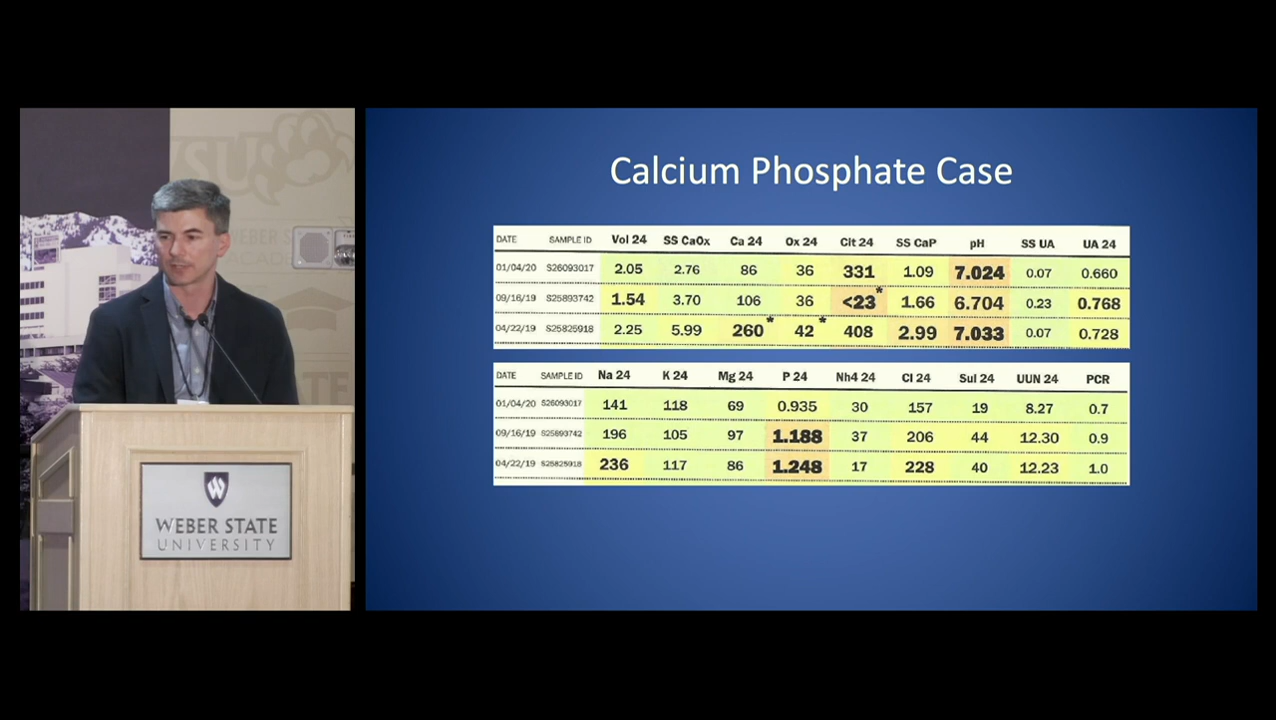 Calcium Phosphate Case
DATE SAMPLE ID Vol 24 SS CaOx Ca 24 Ox 24 Cit 24 SS CaP pH SS UA UA 24
01/04/20 S26093017 2.05 2.76 86 36 331 1.09 7.024 0.07 0.660
09/16/19 S25893742 1.54 3.70 106 36 <23* 1.66 6.704 0.23 0.768
04/22/19 S25825918 2.25 5.99 260* 42* 408 2.99 7.033 0.07 0.728
DATE SAMPLE ID Na 24 K 24 Mg 24 P 24 Nh4 24 Cl 24 Sul 24 UUN 24 PCR
01/04/20 S26093017 141 118 69 0.935 30 157 19 8.27 0.7
09/16/19 S25893742 196 105 97 1.188 37 206 44 12.30 0.9
04/22/19 S25825918 236 117 86 1.248 17 228 40 12.23 1.0
WSU
WEBER S
ACAD
W
WEBER STATE
UNIVERSITY